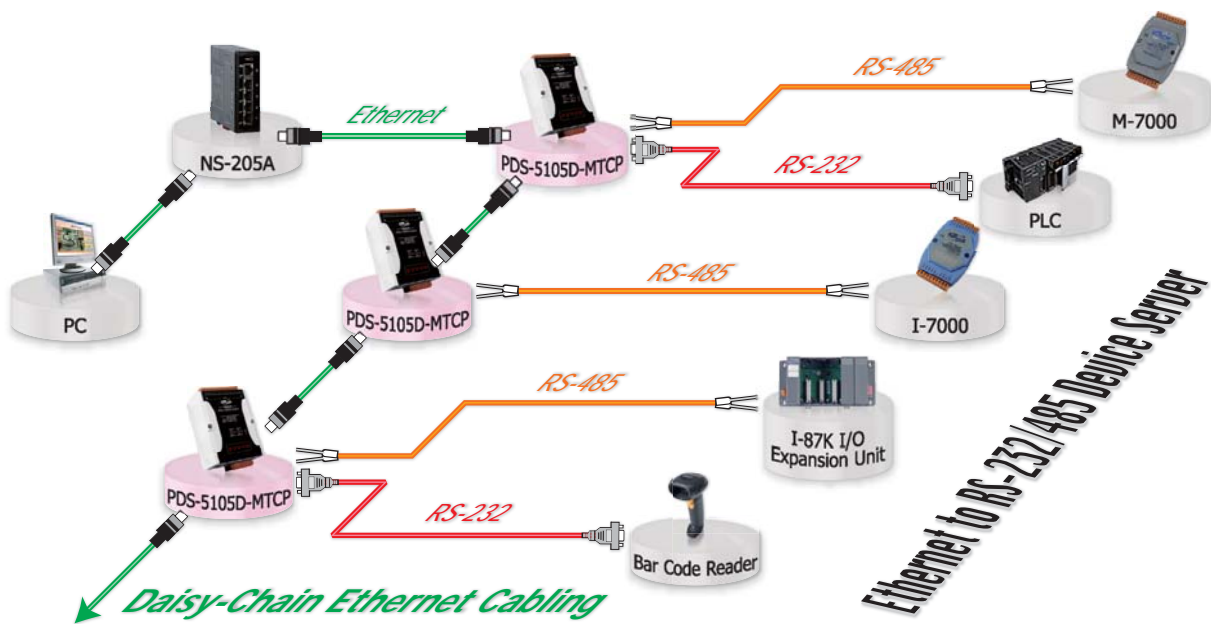 RS-485
M-7000
Ethernet
NS-205A
PDS-5105D-MTCP
RS-232
PLC
PC
PDS-5105D-MTCP
RS-485
I-7000
RS-485
I-87K I/O
Expansion Unit
PDS-5105D-MTCP
RS-232
Bar Code Reader
Daisy-Chain Ethernet Cabling
Ethernet to RS-232/485 Device Server